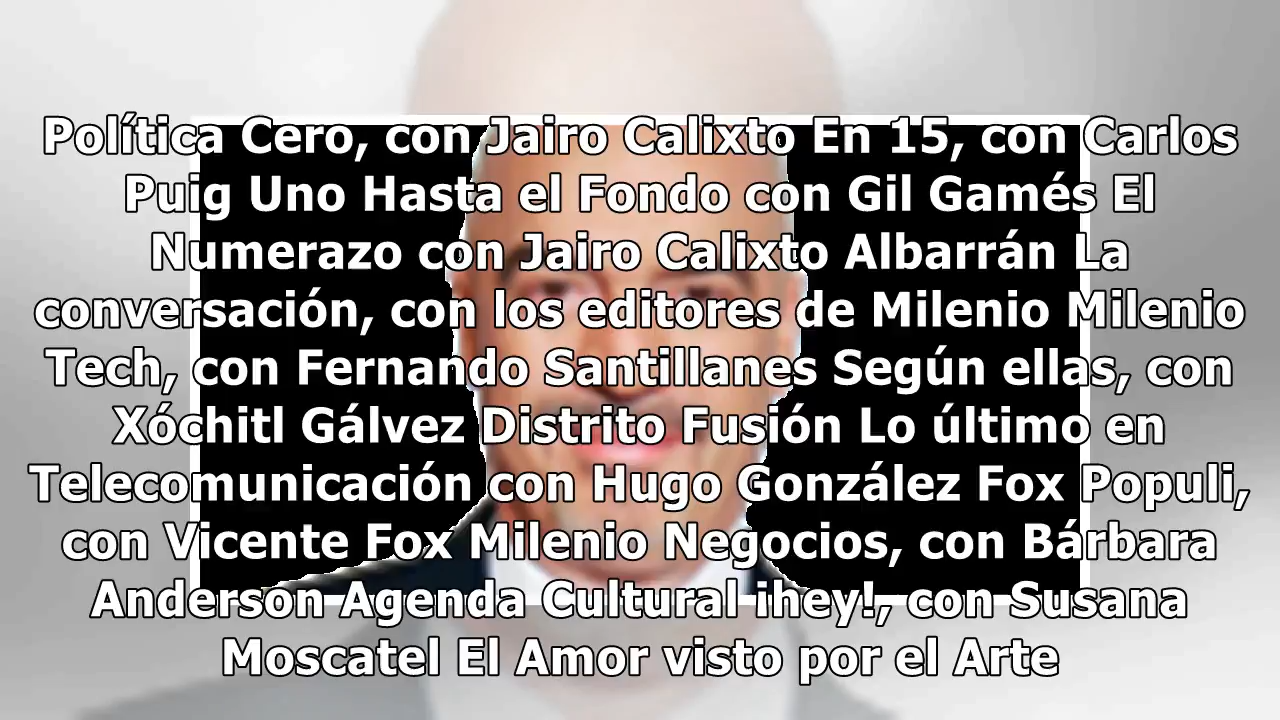 Política Cero, con Jairo Calixto En 15, con Carlos
Puig Uno Hasta el Fondo con Gil Gamés El
Numerazo con Jairo Calixto Albarrán La
conversación, con los editores de Milenio Milenio
Tech, con Fernando Santillanes Según ellas, con
Xóchitl Gálvez Distrito Fusión Lo último en
Telecomunicación con Hugo González Fox Populi,
con Vicente Fox Milenio Negocios, con Bárbara
Anderson Agenda Cultural ihey!, con Susana
Moscatel El Amor visto por el Arte